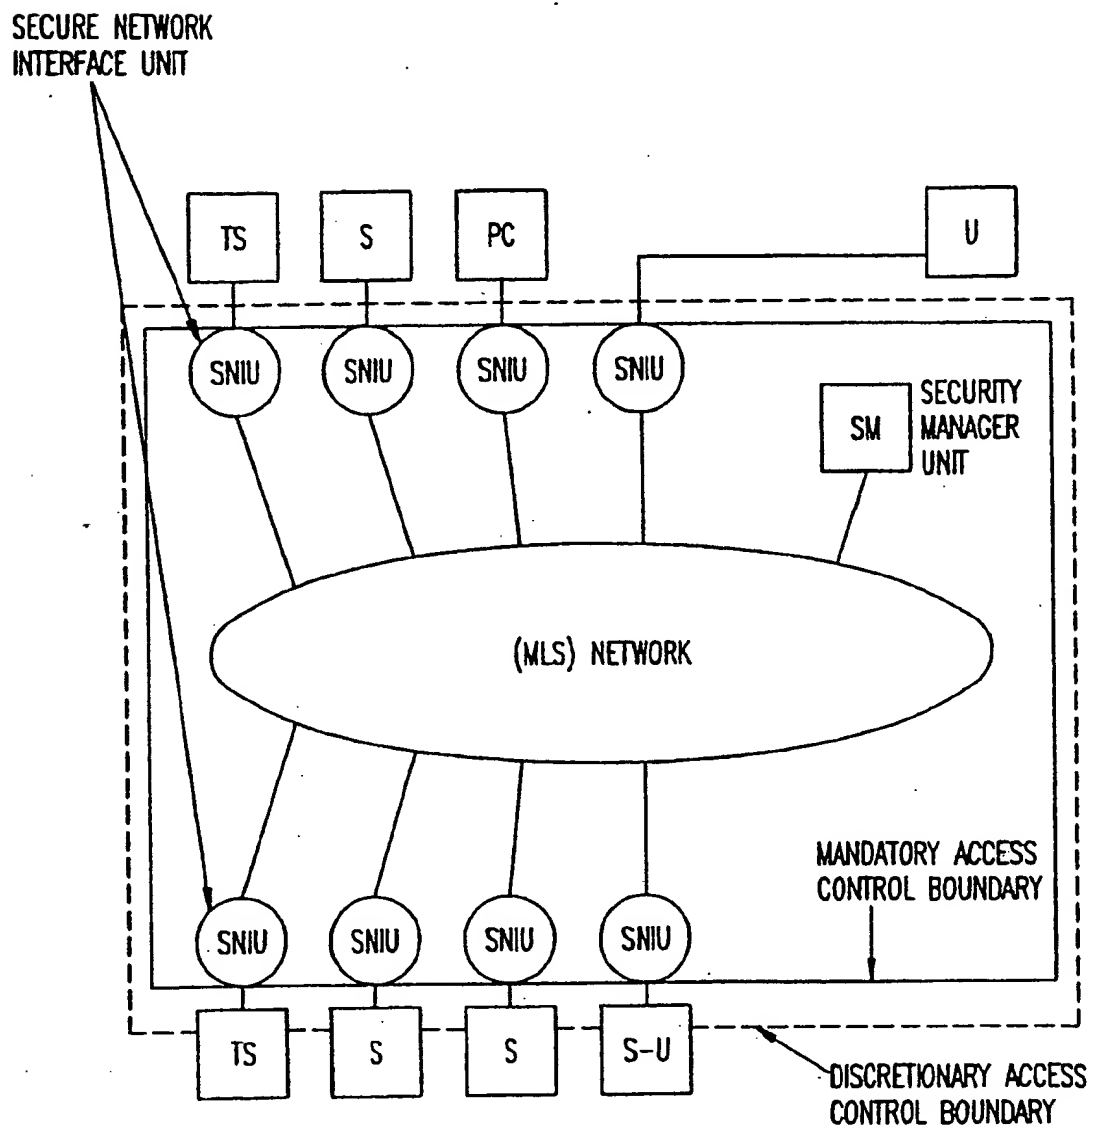 SECURE NETWORK
INTERFACE UNIT
TS
S
PC
U
SNIU
SNIU
SNIU
SNIU
SM
SECURITY
MANAGER
UNIT
(MLS) NETWORK
MANDATORY ACCESS
CONTROL BOUNDARY
SNIU
SNIU
SNIU
SNIU
TS
S
S
S-U
DISCRETIONARY ACCESS
CONTROL BOUNDARY